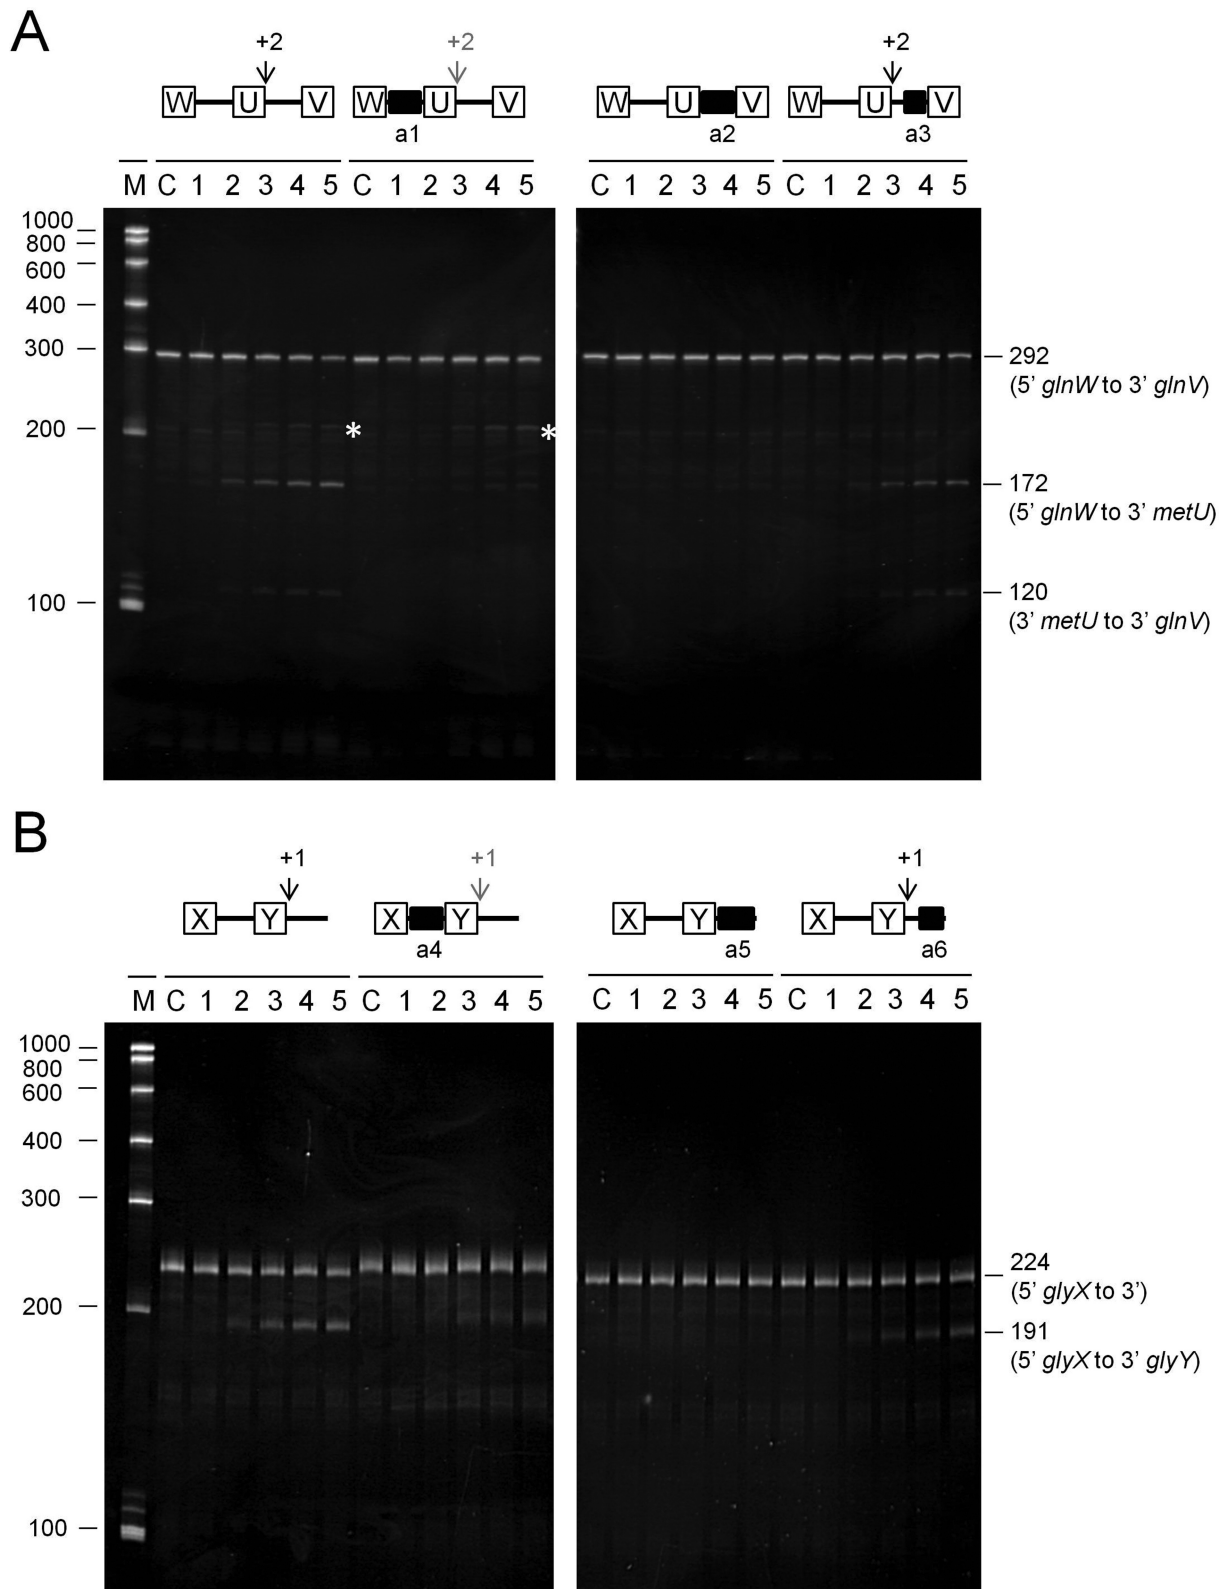 A
+2 +2 +2
W U V W U V W U V W U V
a1 a2 a3
M C 1 2 3 4 5 C 1 2 3 4 5 C 1 2 3 4 5 C 1 2 3 4 5
1000
800
600
400
300
292
(5' glnW to 3' glnV)
200
* *
172
(5' glnW to 3' metU)
120
100
(3' metU to 3' glnV)
B
+1 +1 +1
X Y X Y X Y X Y
a4 a5 a6
M C 1 2 3 4 5 C 1 2 3 4 5 C 1 2 3 4 5 C 1 2 3 4 5
1000
800
600
400
300
224
(5' glyX to 3')
200
191
(5' glyX to 3' glyY)
100